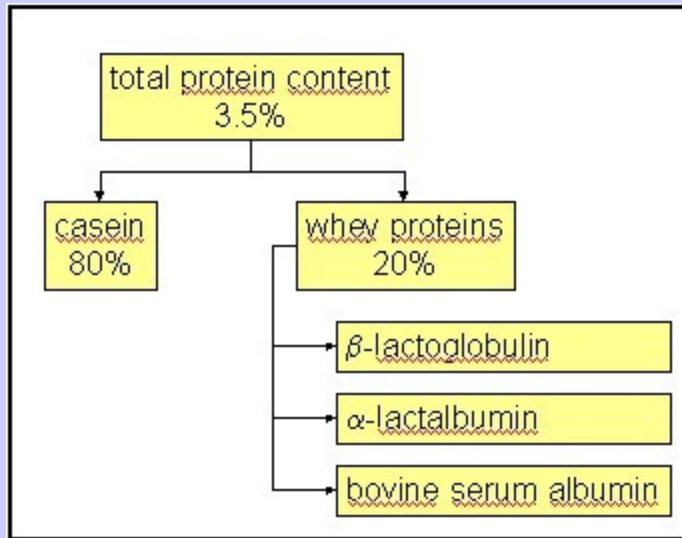 total protein content
3.5%
casein
80%
whey proteins
20%
β-lactoglobulin
α-lactalbumin
bovine serum albumin